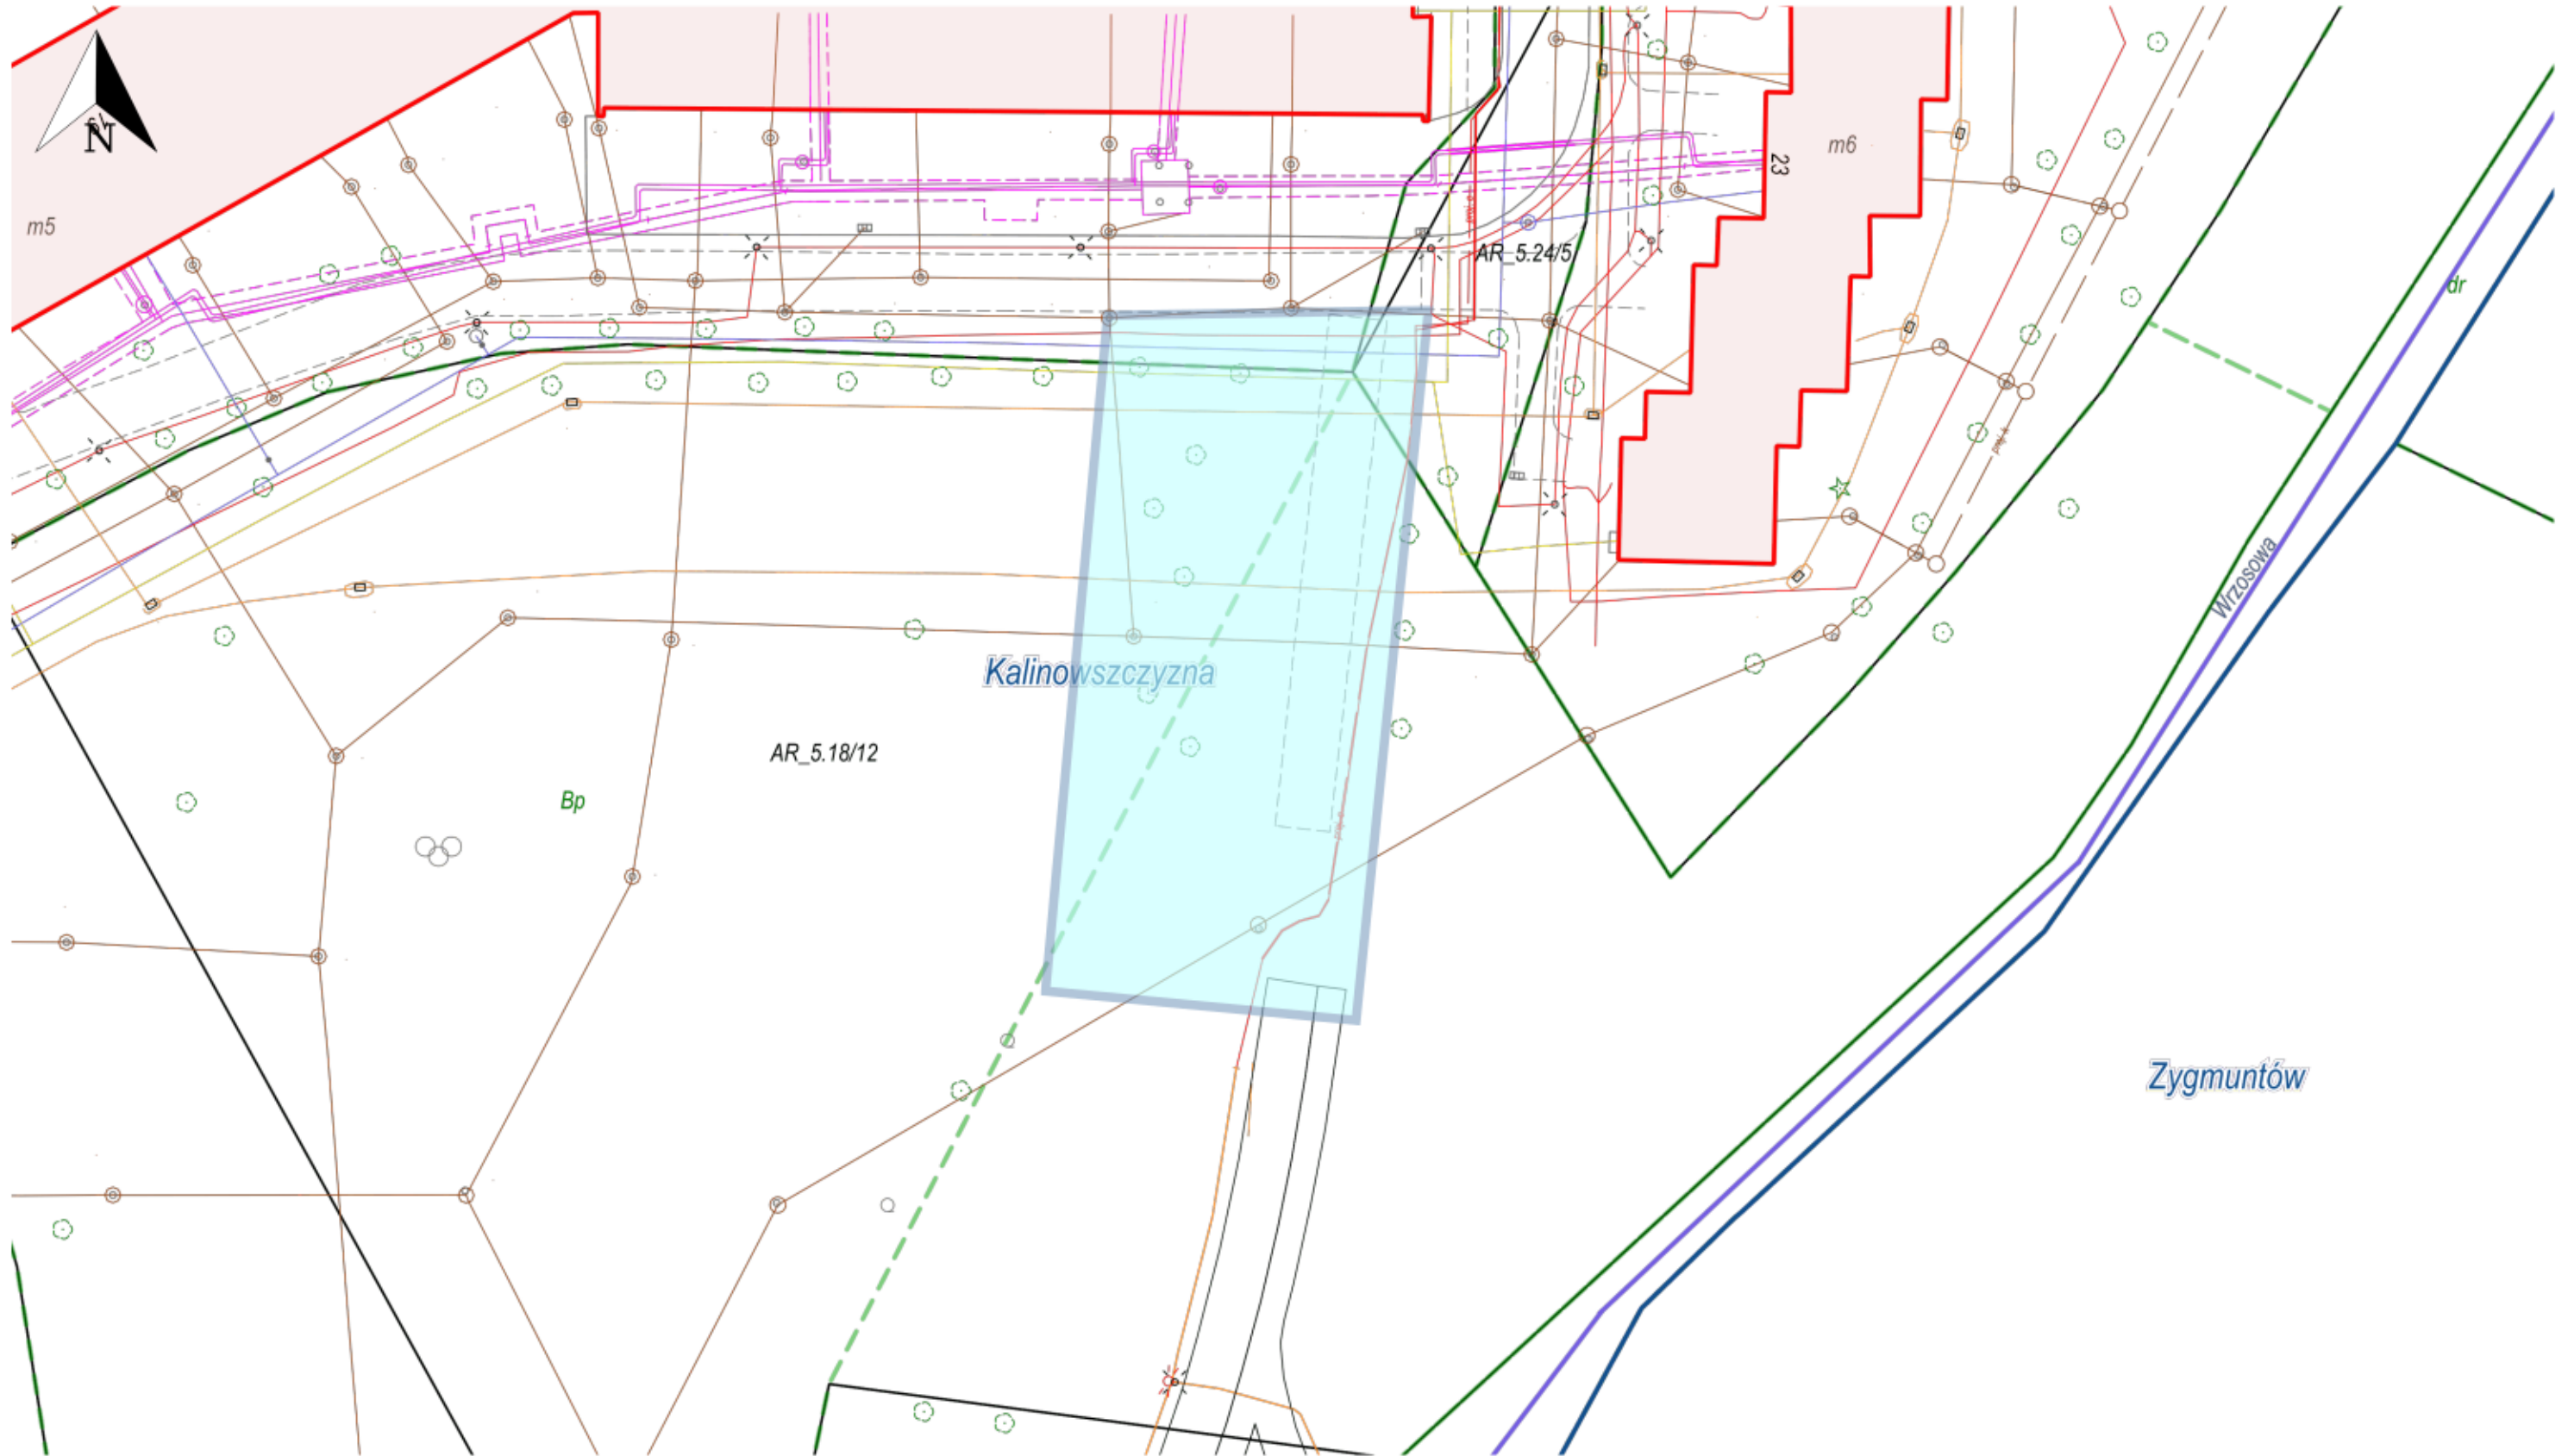 N
m5
m6
23
AR_5.24/5
dr
Wrzosowa
Kalinowszczyzna
AR_5.18/12
Bp
Zygmuntów